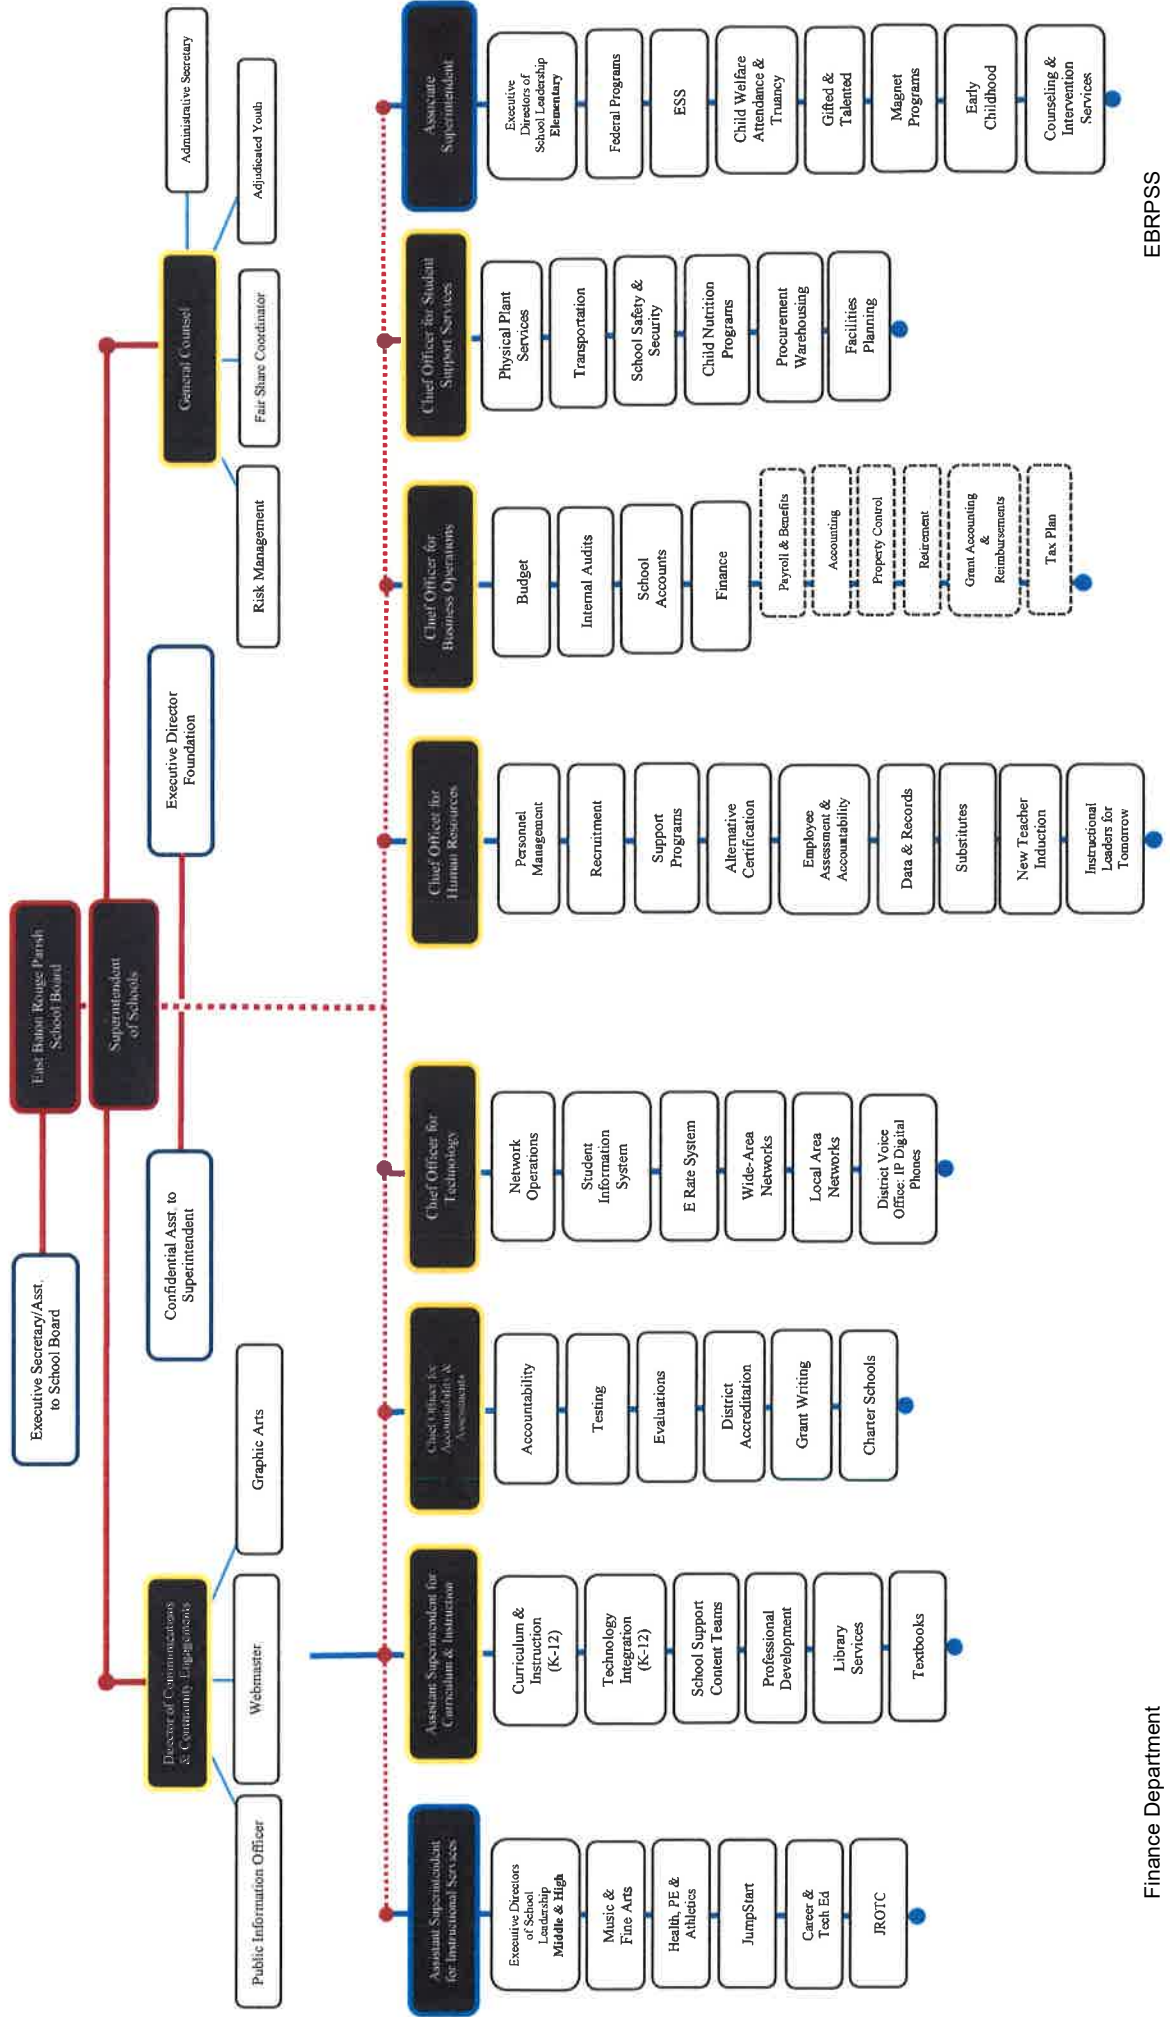 East Baton Rouge Parish
School Board
Executive Secretary/Asst.
to School Board
Superintendent
of Schools
Confidential Asst. to
Superintendent
Executive Director
Foundation
Director of Communications
& Community Engagements
Public Information Officer
Webmaster
Graphic Arts
General Counsel
Risk Management
Fair Share Coordinator
Adjudicated Youth
Administrative Secretary
Assistant Superintendent
for Instructional Services
Executive Directors
of School
Leadership
Middle & High
Music &
Fine Arts
Health, PE &
Athletics
JumpStart
Career &
Tech Ed
JROTC
Assistant Superintendent for
Curriculum & Instruction
Curriculum &
Instruction
(K-12)
Technology
Integration
(K-12)
School Support
Content Teams
Professional
Development
Library
Services
Textbooks
Chief Officer for
Accountability &
Assessments
Accountability
Testing
Evaluations
District
Accreditation
Grant Writing
Charter Schools
Chief Officer for
Technology
Network
Operations
Student
Information
System
E Rate System
Wide-Area
Networks
Local Area
Networks
District Voice
Office: IP Digital
Phones
Chief Officer for
Human Resources
Personnel
Management
Recruitment
Support
Programs
Alternative
Certification
Employee
Assessment &
Accountability
Data & Records
Substitutes
New Teacher
Induction
Instructional
Leaders for
Tomorrow
Chief Officer for
Business Operations
Budget
Internal Audits
School
Accounts
Finance
Payroll & Benefits
Accounting
Property Control
Retirement
Grant Accounting
&
Reimbursements
Tax Plan
Chief Officer for Student
Support Services
Physical Plant
Services
Transportation
School Safety &
Security
Child Nutrition
Programs
Procurement
Warehousing
Facilities
Planning
Associate
Superintendent
Executive
Directors of
School Leadership
Elementary
Federal Programs
ESS
Child Welfare
Attendance &
Truancy
Gifted &
Talented
Magnet
Programs
Early
Childhood
Counseling &
Intervention
Services
Finance Department
EBRPSS